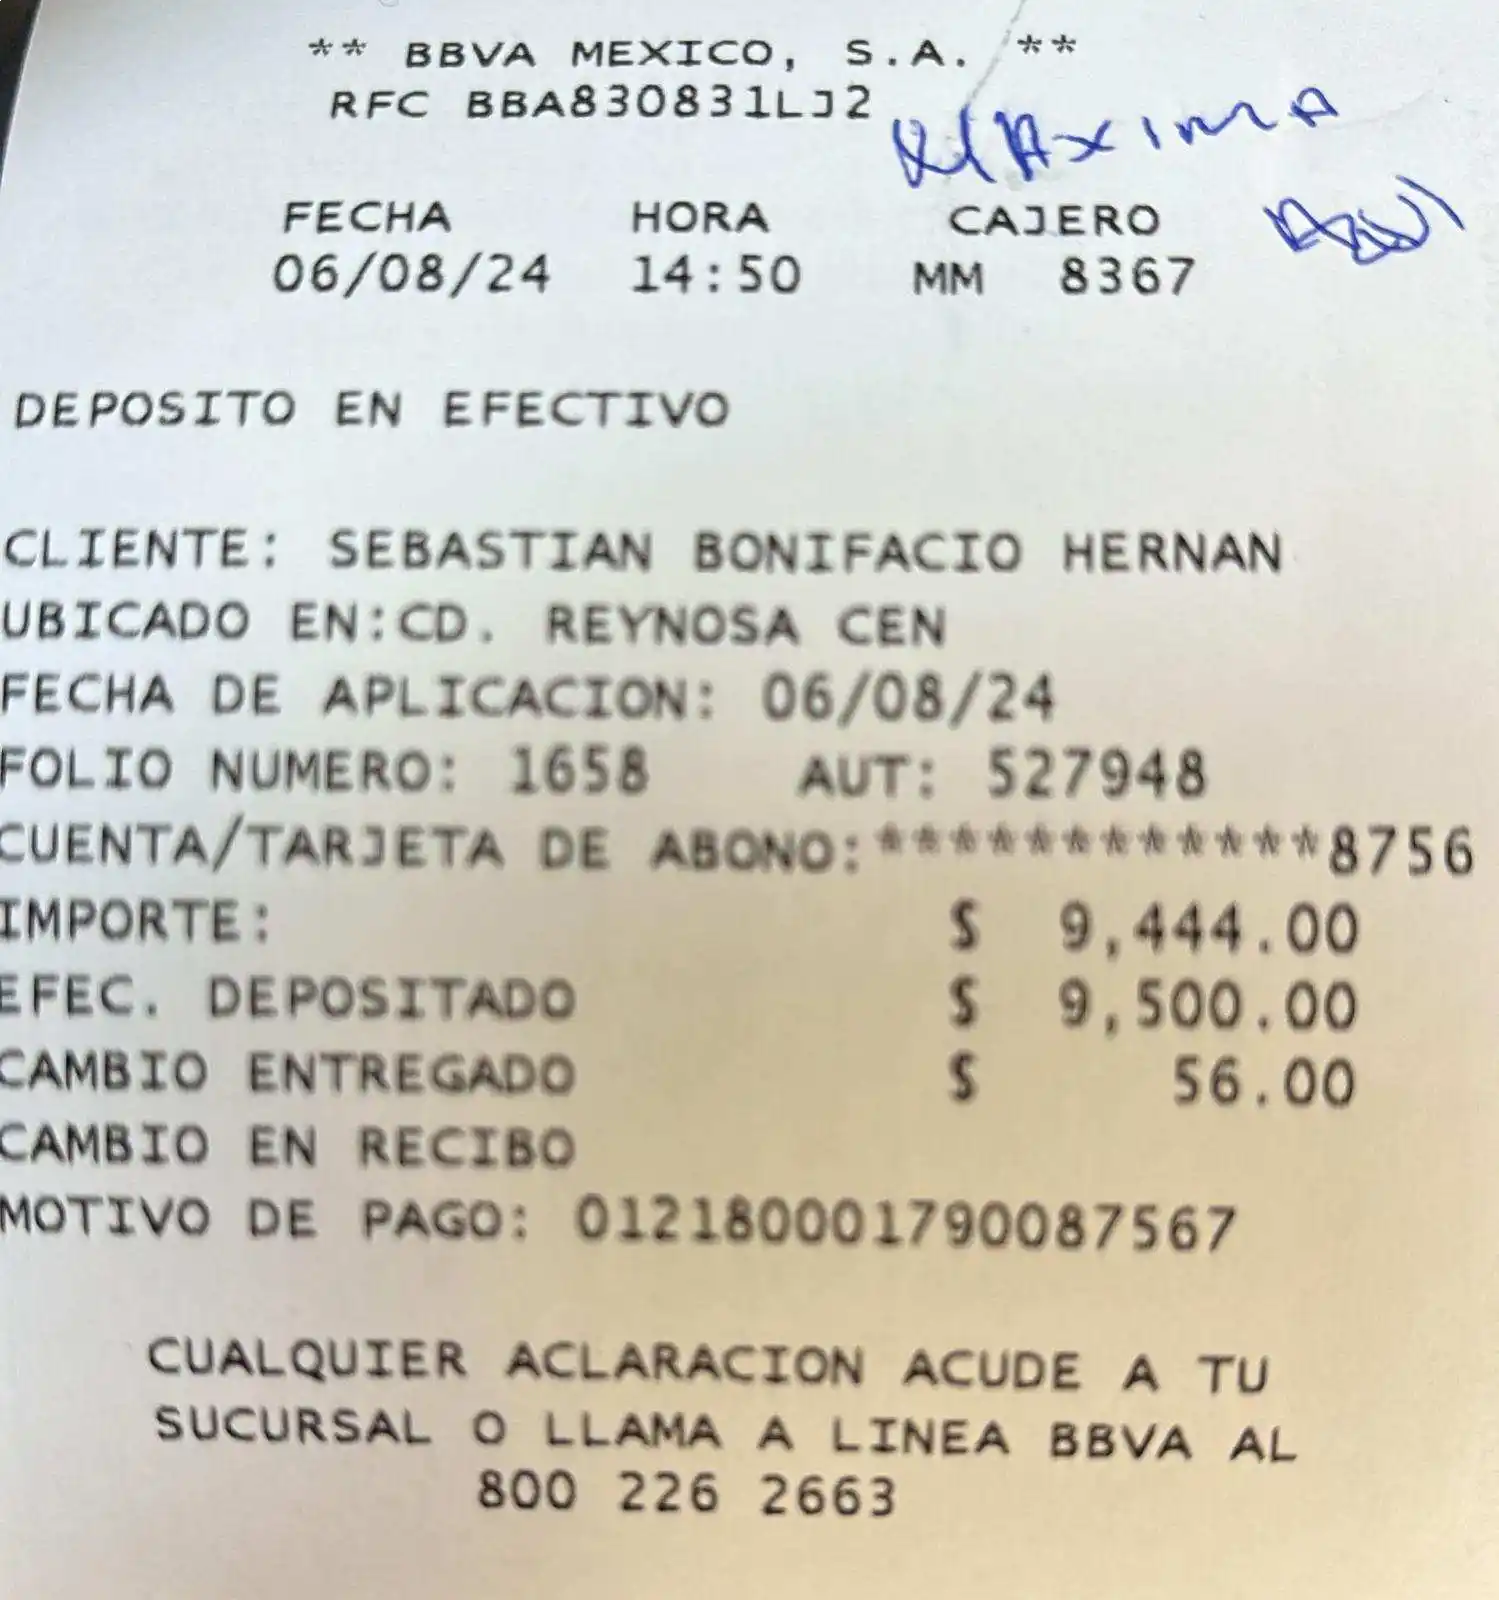 ** BBVA MEXICO, S.A. **
RFC BBA830831LJ2
MAXIMA
FECHA HORA CAJERO
06/08/24 14:50 MM 8367
DEPOSITO EN EFECTIVO
CLIENTE: SEBASTIAN BONIFACIO HERNAN
UBICADO EN:CD. REYNOSA CEN
FECHA DE APLICACION: 06/08/24
FOLIO NUMERO: 1658 AUT: 527948
CUENTA/TARJETA DE ABONO:************8756
IMPORTE: $ 9,444.00
EFEC. DEPOSITADO $ 9,500.00
CAMBIO ENTREGADO $ 56.00
CAMBIO EN RECIBO
MOTIVO DE PAGO: 012180001790087567
CUALQUIER ACLARACION ACUDE A TU
SUCURSAL O LLAMA A LINEA BBVA AL
800 226 2663